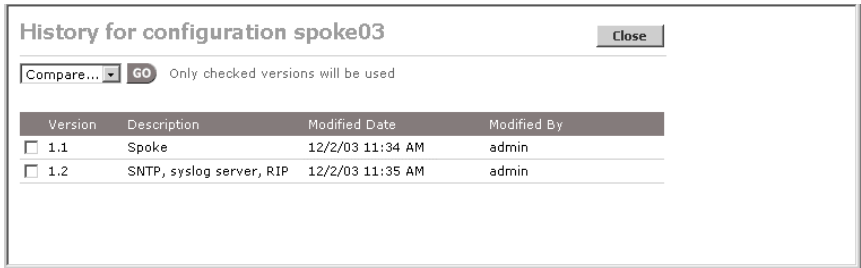 History for configuration spoke03
Close
Compare... GO Only checked versions will be used
Version Description Modified Date Modified By
1.1 Spoke 12/2/03 11:34 AM admin
1.2 SNTP, syslog server, RIP 12/2/03 11:35 AM admin